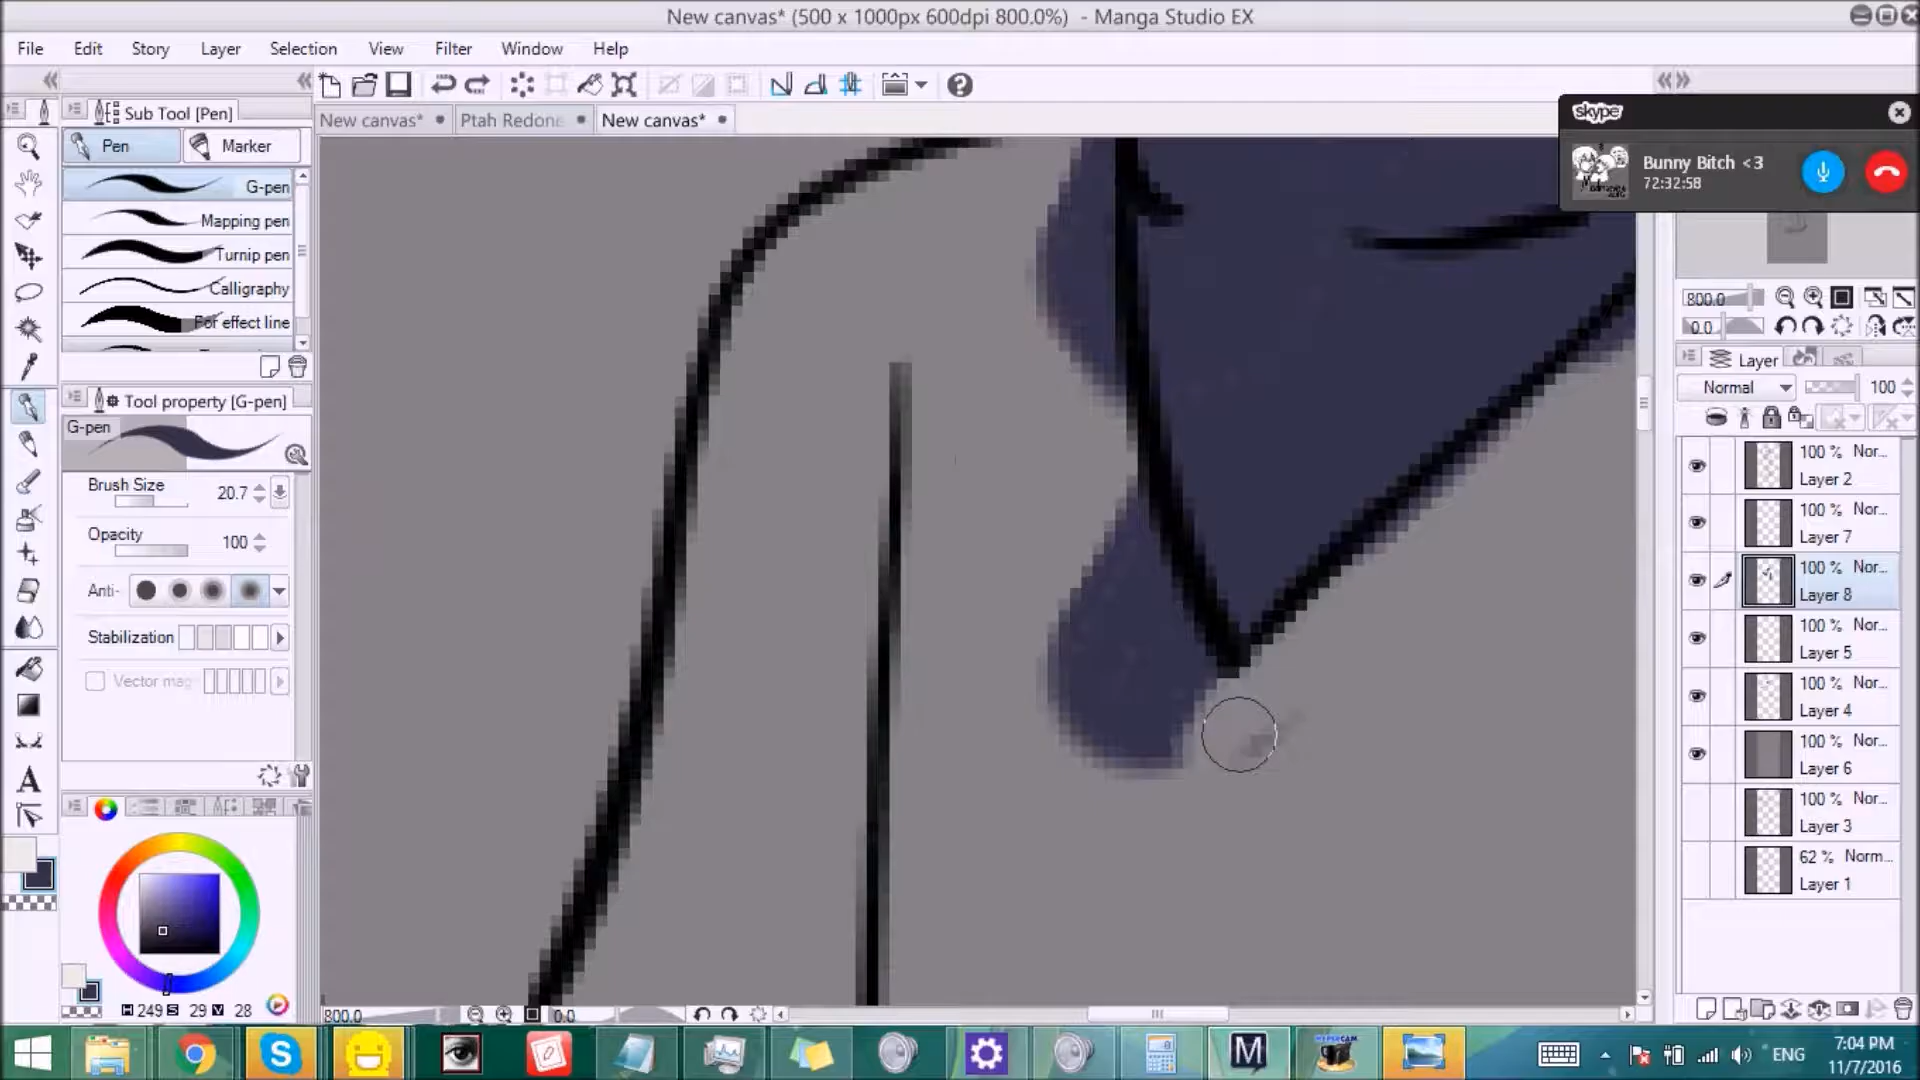 New canvas* (500 x 1000px 600dpi 800.0%) - Manga Studio EX
File Edit Story Layer Selection View Filter Window Help
Sub Tool [Pen]
New canvas* Ptah Redone New canvas*
Pen Marker
G-pen
Mapping pen
Turnip pen
Calligraphy
For effect line
Tool property [G-pen]
G-pen
Brush Size 20.7
Opacity 100
Anti-
Stabilization
Vector mag
H 249 S 29 V 28
800.0 0.0
skype
Bunny Bitch <3
72:32:58
800.0
0.0
Layer
Normal 100
100 % Nor...
Layer 2
100 % Nor...
Layer 7
100 % Nor...
Layer 8
100 % Nor...
Layer 5
100 % Nor...
Layer 4
100 % Nor...
Layer 6
100 % Nor...
Layer 3
62 % Norm...
Layer 1
ENG
7:04 PM
11/7/2016